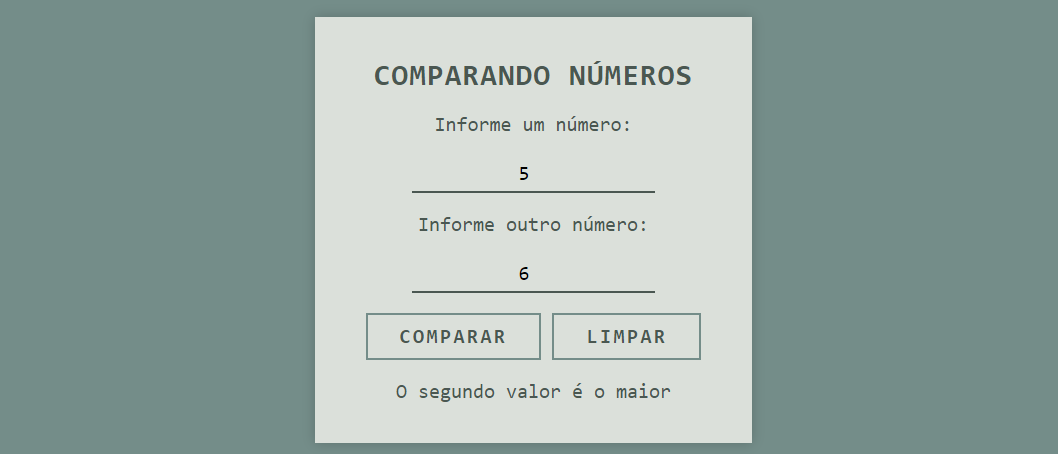 COMPARANDO NÚMEROS
Informe um número:
5
Informe outro número:
6
COMPARAR LIMPAR
O segundo valor é o maior